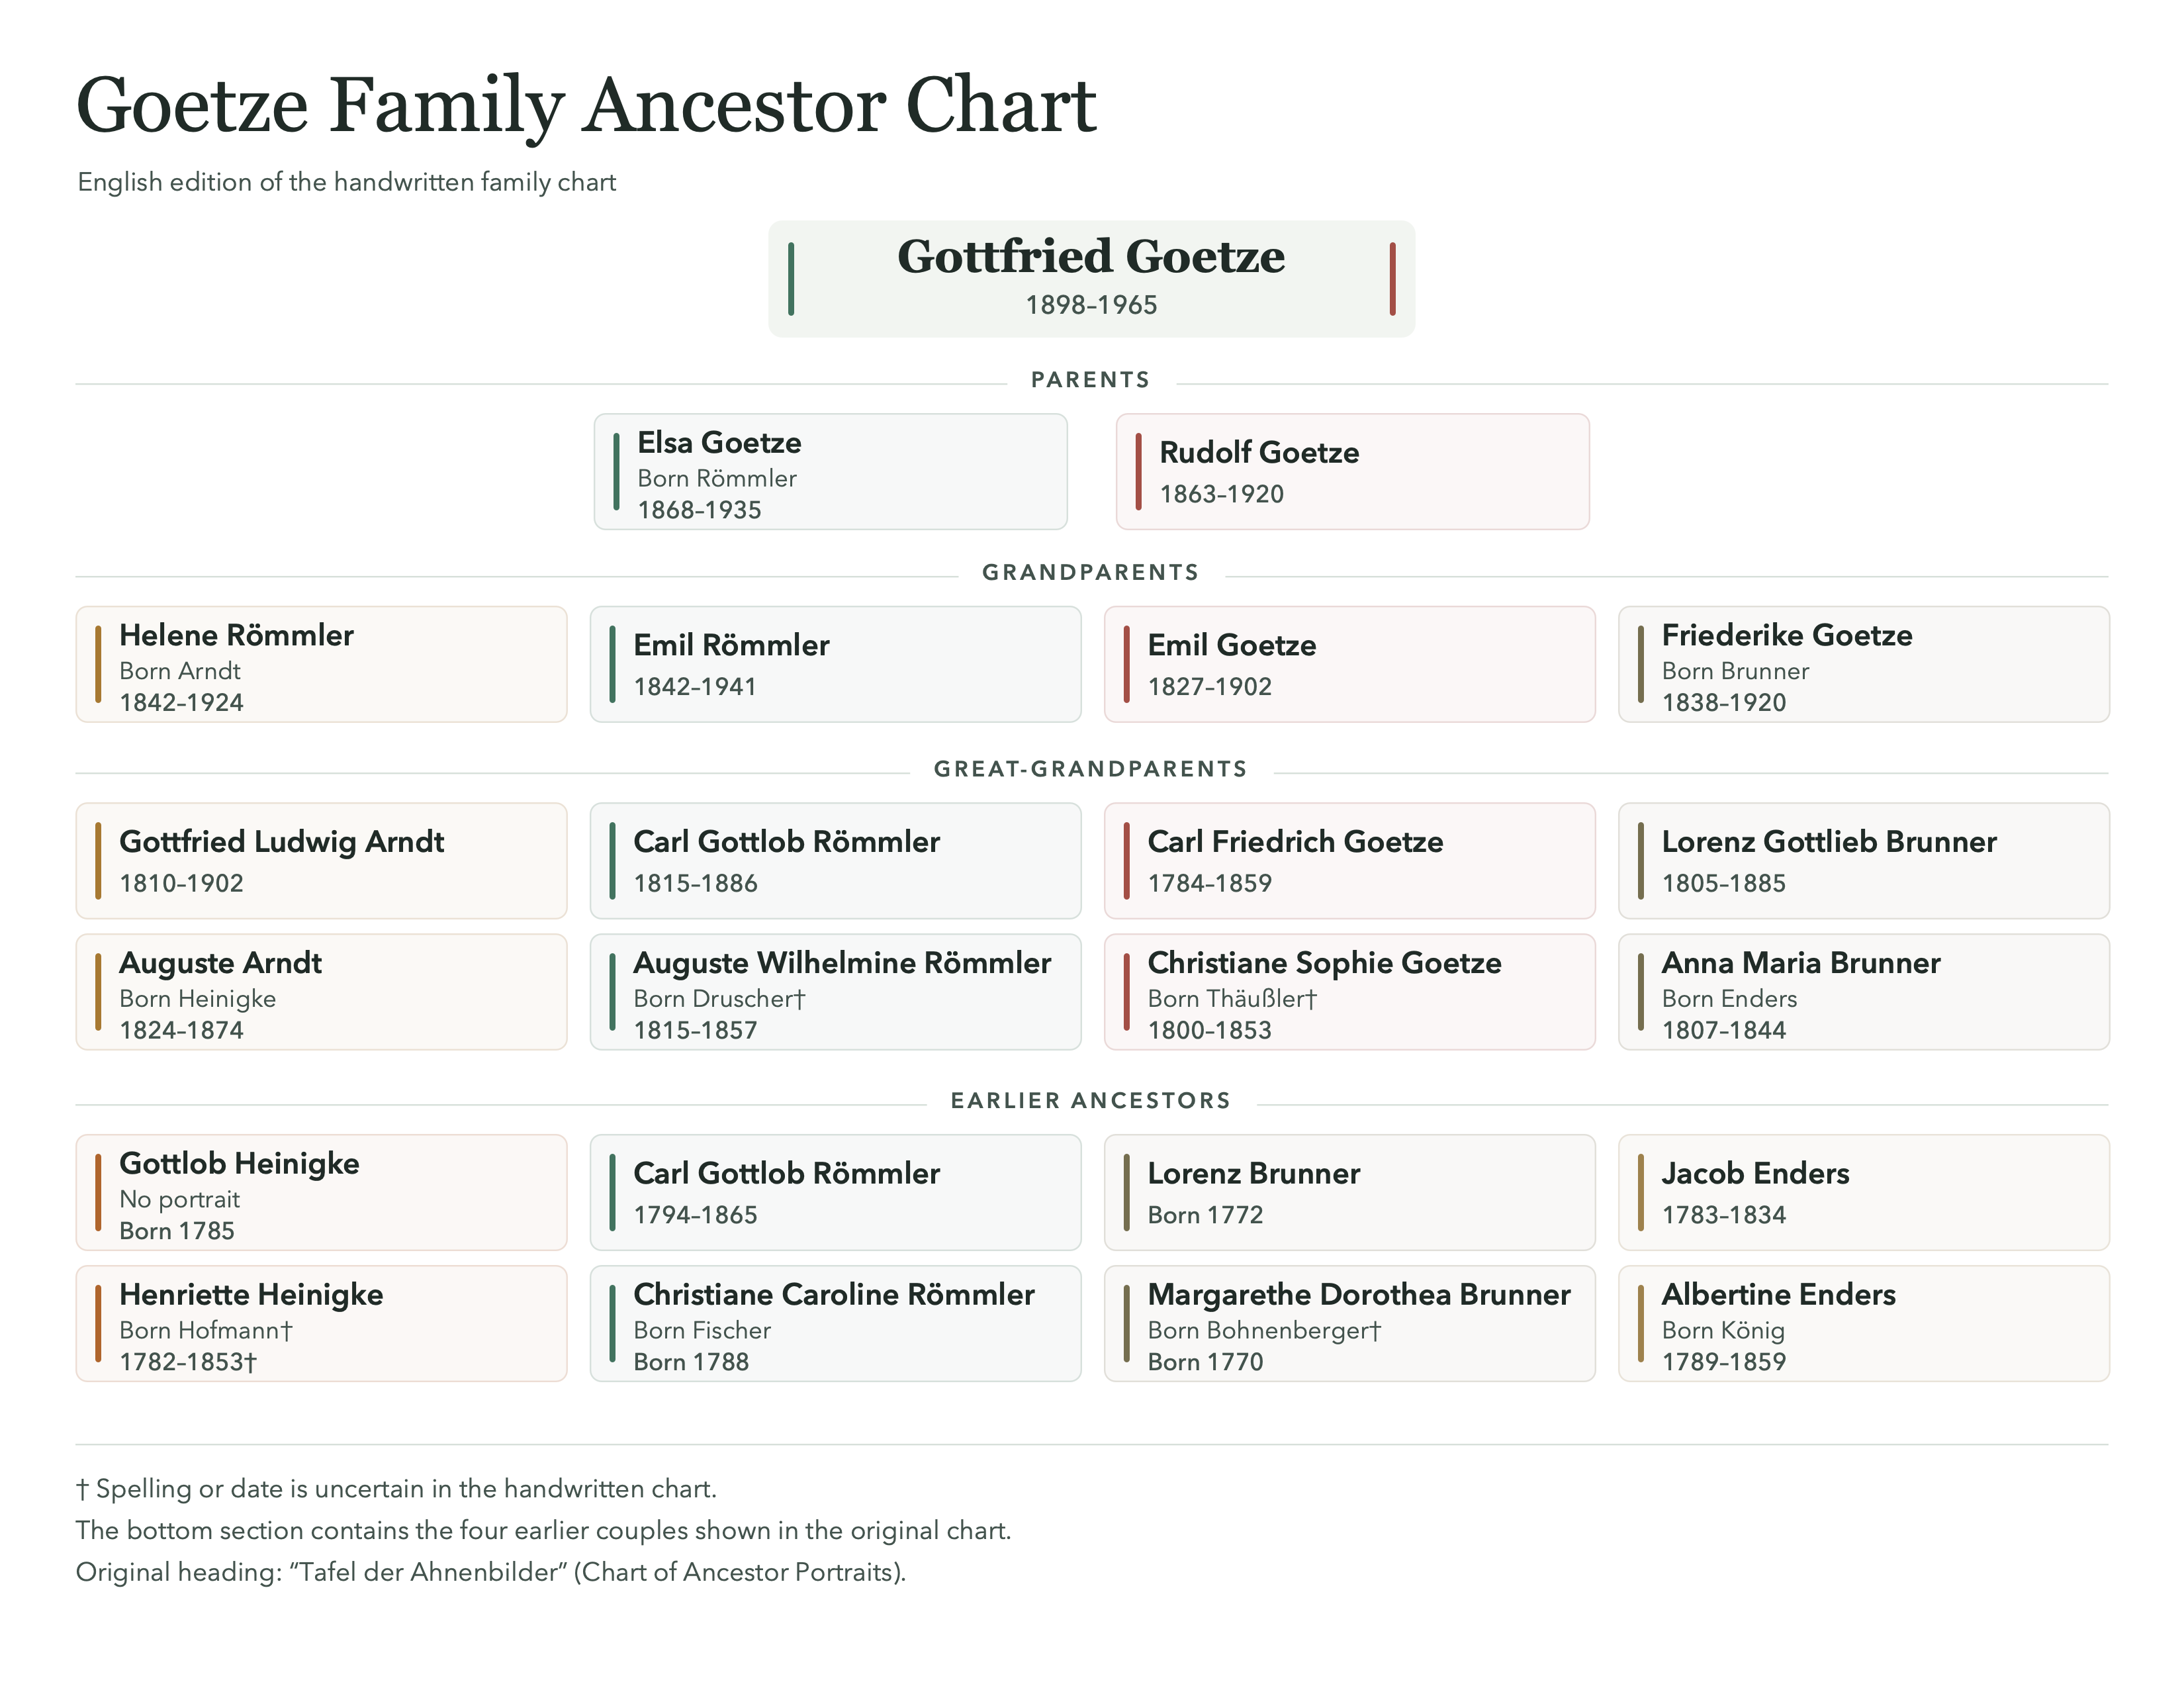 Goetze Family Ancestor Chart
English edition of the handwritten family chart
Gottfried Goetze
1898–1965
PARENTS
Elsa Goetze
Born Römmler
1868–1935
Rudolf Goetze
1863–1920
GRANDPARENTS
Helene Römmler
Born Arndt
1842–1924
Emil Römmler
1842–1941
Emil Goetze
1827–1902
Friederike Goetze
Born Brunner
1838–1920
GREAT-GRANDPARENTS
Gottfried Ludwig Arndt
1810–1902
Carl Gottlob Römmler
1815–1886
Carl Friedrich Goetze
1784–1859
Lorenz Gottlieb Brunner
1805–1885
Auguste Arndt
Born Heinigke
1824–1874
Auguste Wilhelmine Römmler
Born Druscher†
1815–1857
Christiane Sophie Goetze
Born Thäußler†
1800–1853
Anna Maria Brunner
Born Enders
1807–1844
EARLIER ANCESTORS
Gottlob Heinigke
No portrait
Born 1785
Carl Gottlob Römmler
1794–1865
Lorenz Brunner
Born 1772
Jacob Enders
1783–1834
Henriette Heinigke
Born Hofmann†
1782–1853†
Christiane Caroline Römmler
Born Fischer
Born 1788
Margarethe Dorothea Brunner
Born Bohnenberger†
Born 1770
Albertine Enders
Born König
1789–1859
† Spelling or date is uncertain in the handwritten chart.
The bottom section contains the four earlier couples shown in the original chart.
Original heading: “Tafel der Ahnenbilder” (Chart of Ancestor Portraits).